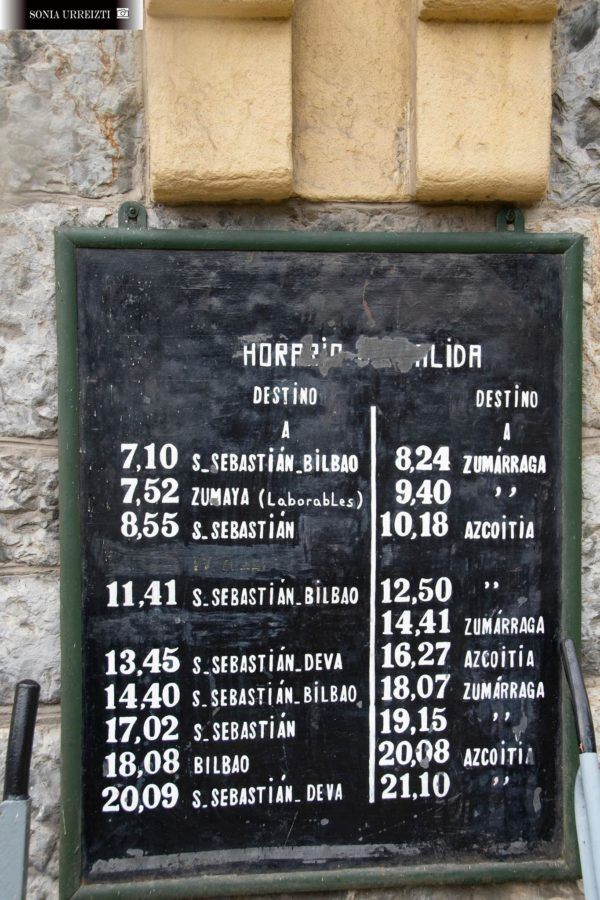 SONIA URREIZTI
HORARIO ALIDA
DESTINO DESTINO
A A
7,10 S_SEBASTIÁN_BILBAO 8,24 ZUMÁRRAGA
7,52 ZUMAYA (LaborabLes) 9,40 ,,
8,55 S_SEBASTIÁN 10,18 AZCOITIA
11,41 S_SEBASTIÁN_BILBAO 12,50 ,,
14,41 ZUMÁRRAGA
13,45 S_SEBASTIÁN_DEVA 16,27 AZCOITIA
14,40 S_SEBASTIÁN_BILBAO 18,07 ZUMÁRRAGA
17,02 S_SEBASTIÁN 19,15 ,,
18,08 BILBAO 20,08 AZCOITIA
20,09 S_SEBASTIÁN_DEVA 21,10 ,,